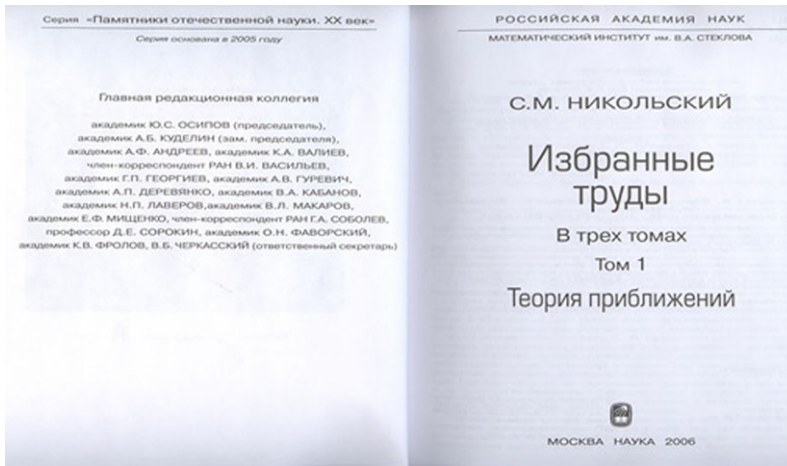 Серия «Памятники отечественной науки. XX век»
Серия основана в 2005 году
Главная редакционная коллегия
академик Ю.С. ОСИПОВ (председатель),
академик А.Б. КУДЕЛИН (зам. председателя),
академик А.Ф. АНДРЕЕВ, академик К.А. ВАЛИЕВ,
член-корреспондент РАН В.И. ВАСИЛЬЕВ,
академик Г.П. ГЕОРГИЕВ, академик А.В. ГУРЕВИЧ,
академик А.П. ДЕРЕВЯНКО, академик В.А. КАБАНОВ,
академик Н.П. ЛАВЕРОВ,академик В.Л. МАКАРОВ,
академик Е.Ф. МИЩЕНКО, член-корреспондент РАН Г.А. СОБОЛЕВ,
профессор Д.Е. СОРОКИН, академик О.Н. ФАВОРСКИЙ,
академик К.В. ФРОЛОВ, В.Б. ЧЕРКАССКИЙ (ответственный секретарь)
РОССИЙСКАЯ АКАДЕМИЯ НАУК
МАТЕМАТИЧЕСКИЙ ИНСТИТУТ им. В.А. СТЕКЛОВА
С.М. НИКОЛЬСКИЙ
Избранные
труды
В трех томах
Том 1
Теория приближений
МОСКВА НАУКА 2006